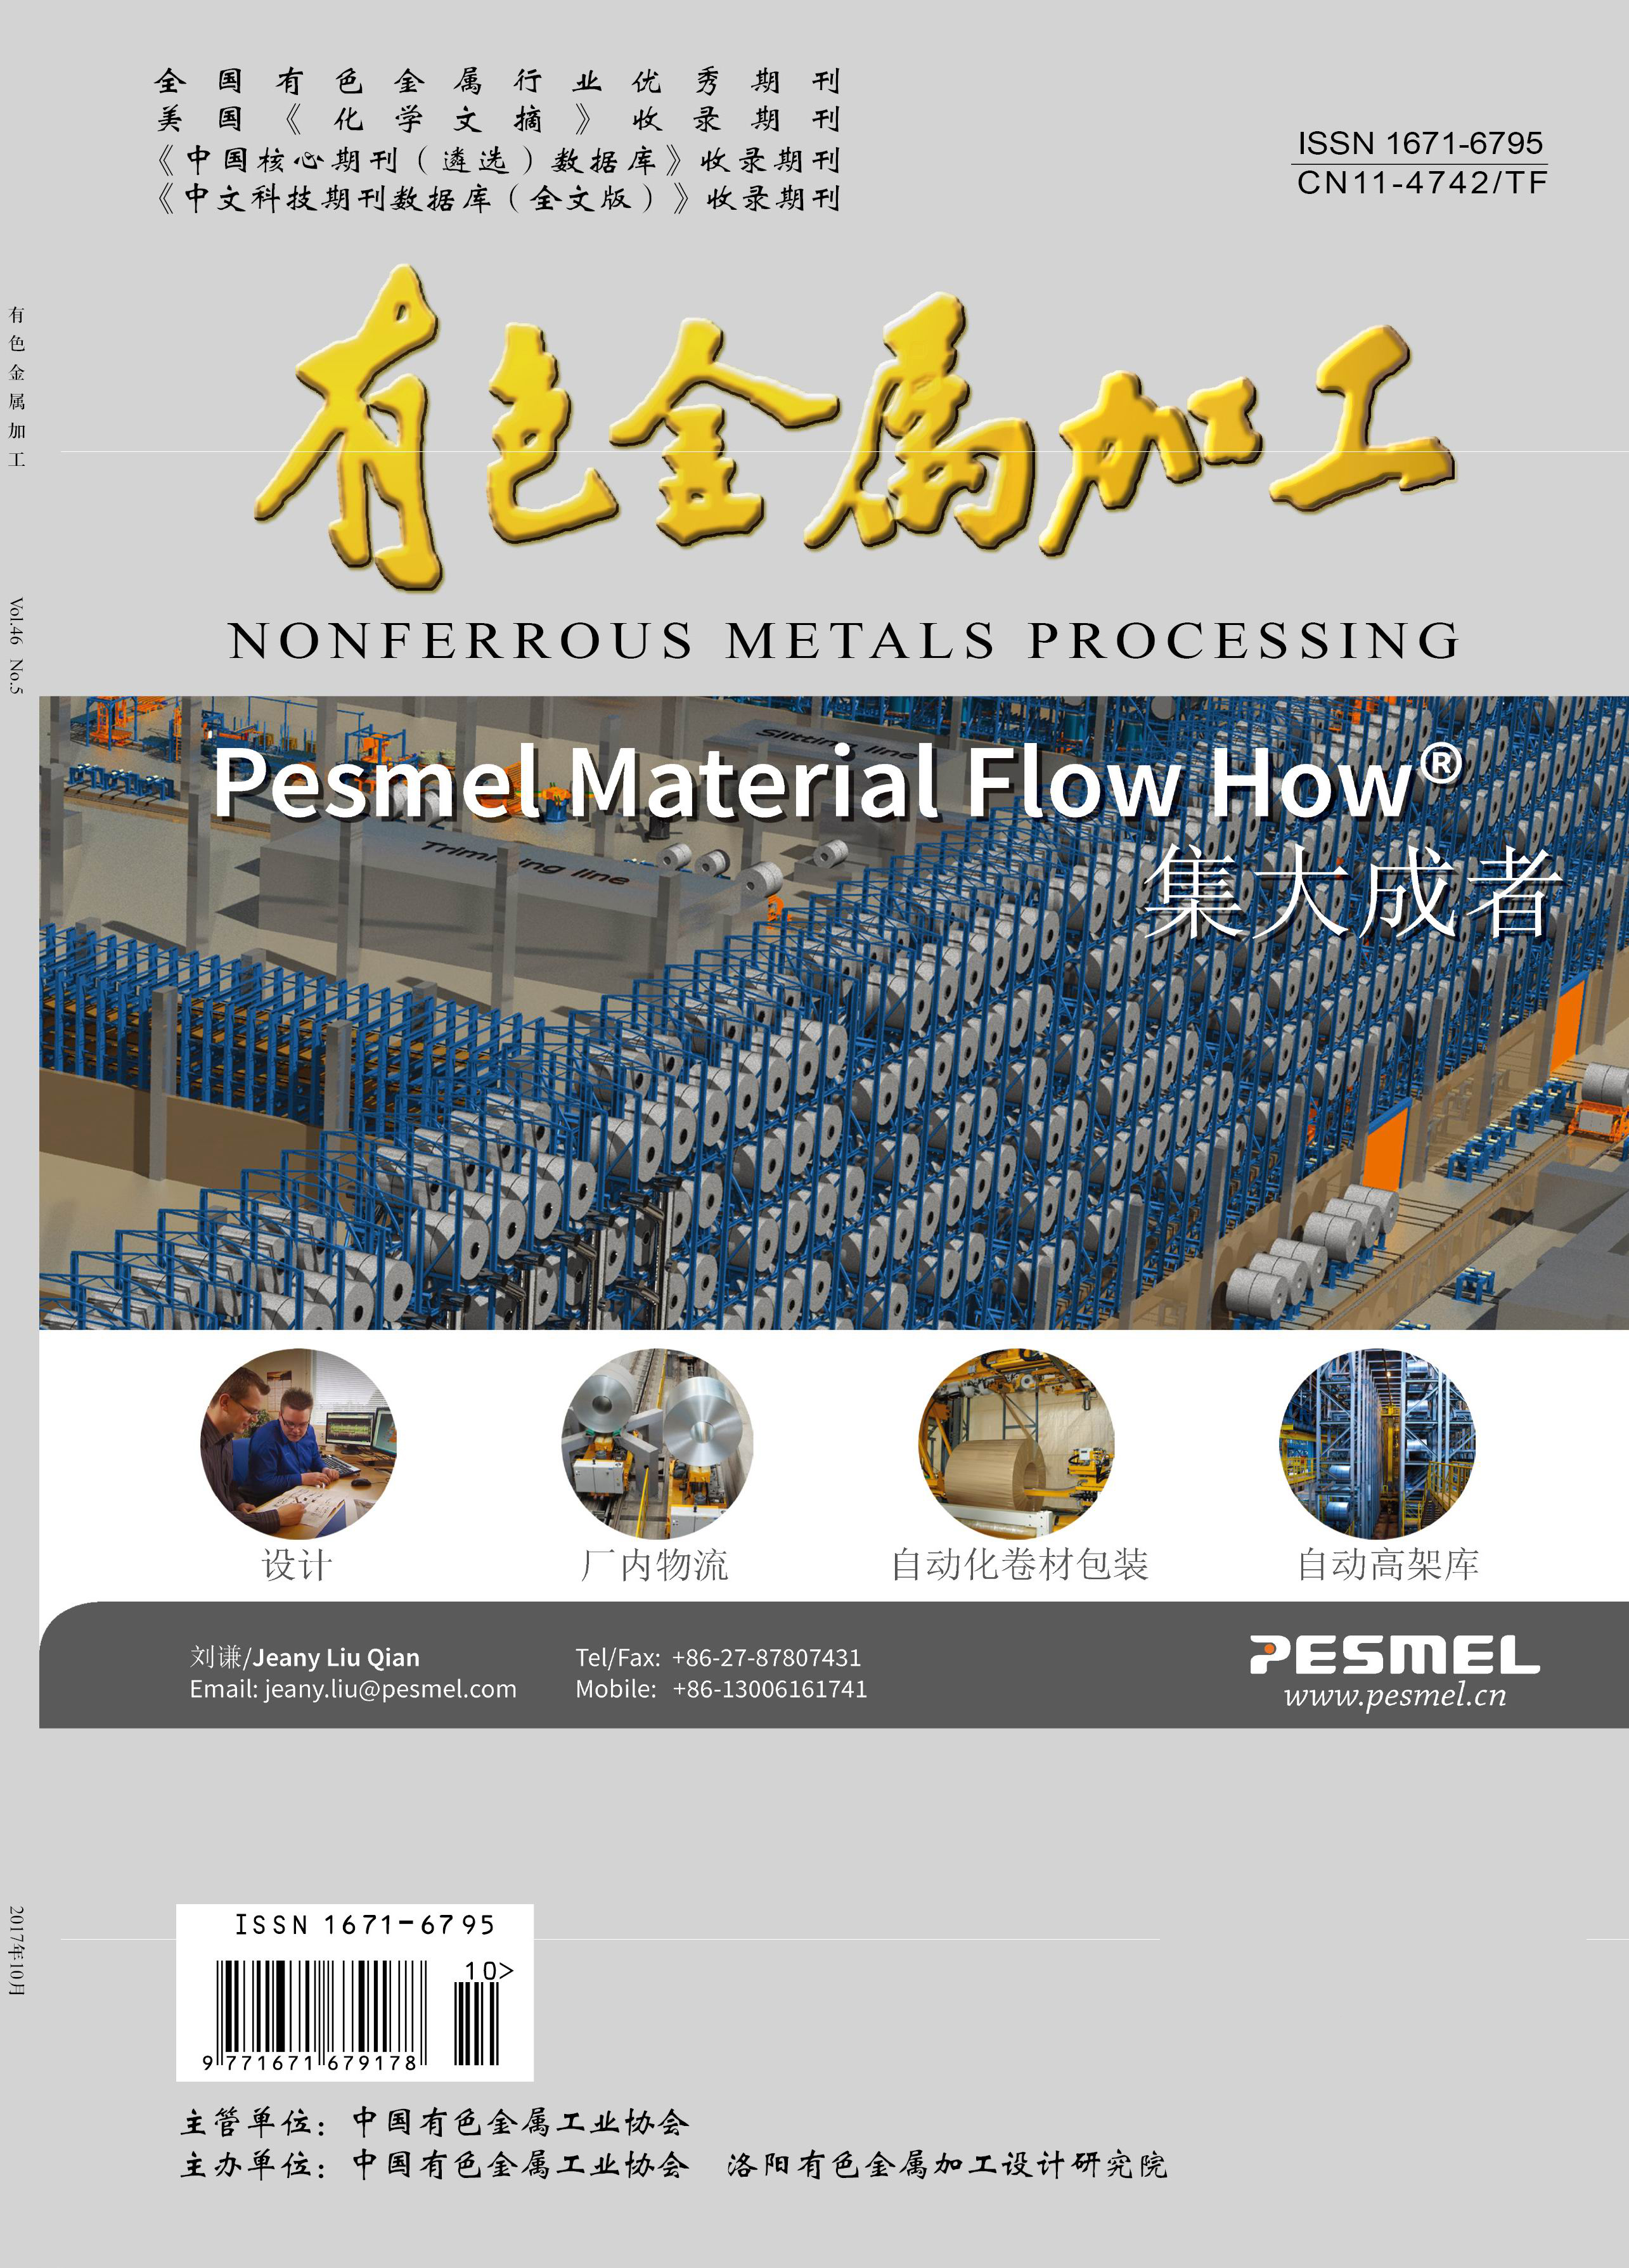 全国有色金属行业优秀期刊
美国《化学文摘》收录期刊
《中国核心期刊（遴选）数据库》收录期刊
《中文科技期刊数据库（全文版）》收录期刊
ISSN 1671-6795
CN11-4742/TF
有色金属加工
Vol.46 No.5
2017年10月
有色金属加工
NONFERROUS METALS PROCESSING
Slitting line
Pesmel Material Flow How®
Trimming line
集大成者
设计
厂内物流
自动化卷材包装
自动高架库
刘谦/Jeany Liu Qian
Email: jeany.liu@pesmel.com
Tel/Fax: +86-27-87807431
Mobile: +86-13006161741
PESMEL
www.pesmel.cn
ISSN 1671-6795
10>
9 771671 679178
主管单位：中国有色金属工业协会
主办单位：中国有色金属工业协会 洛阳有色金属加工设计研究院